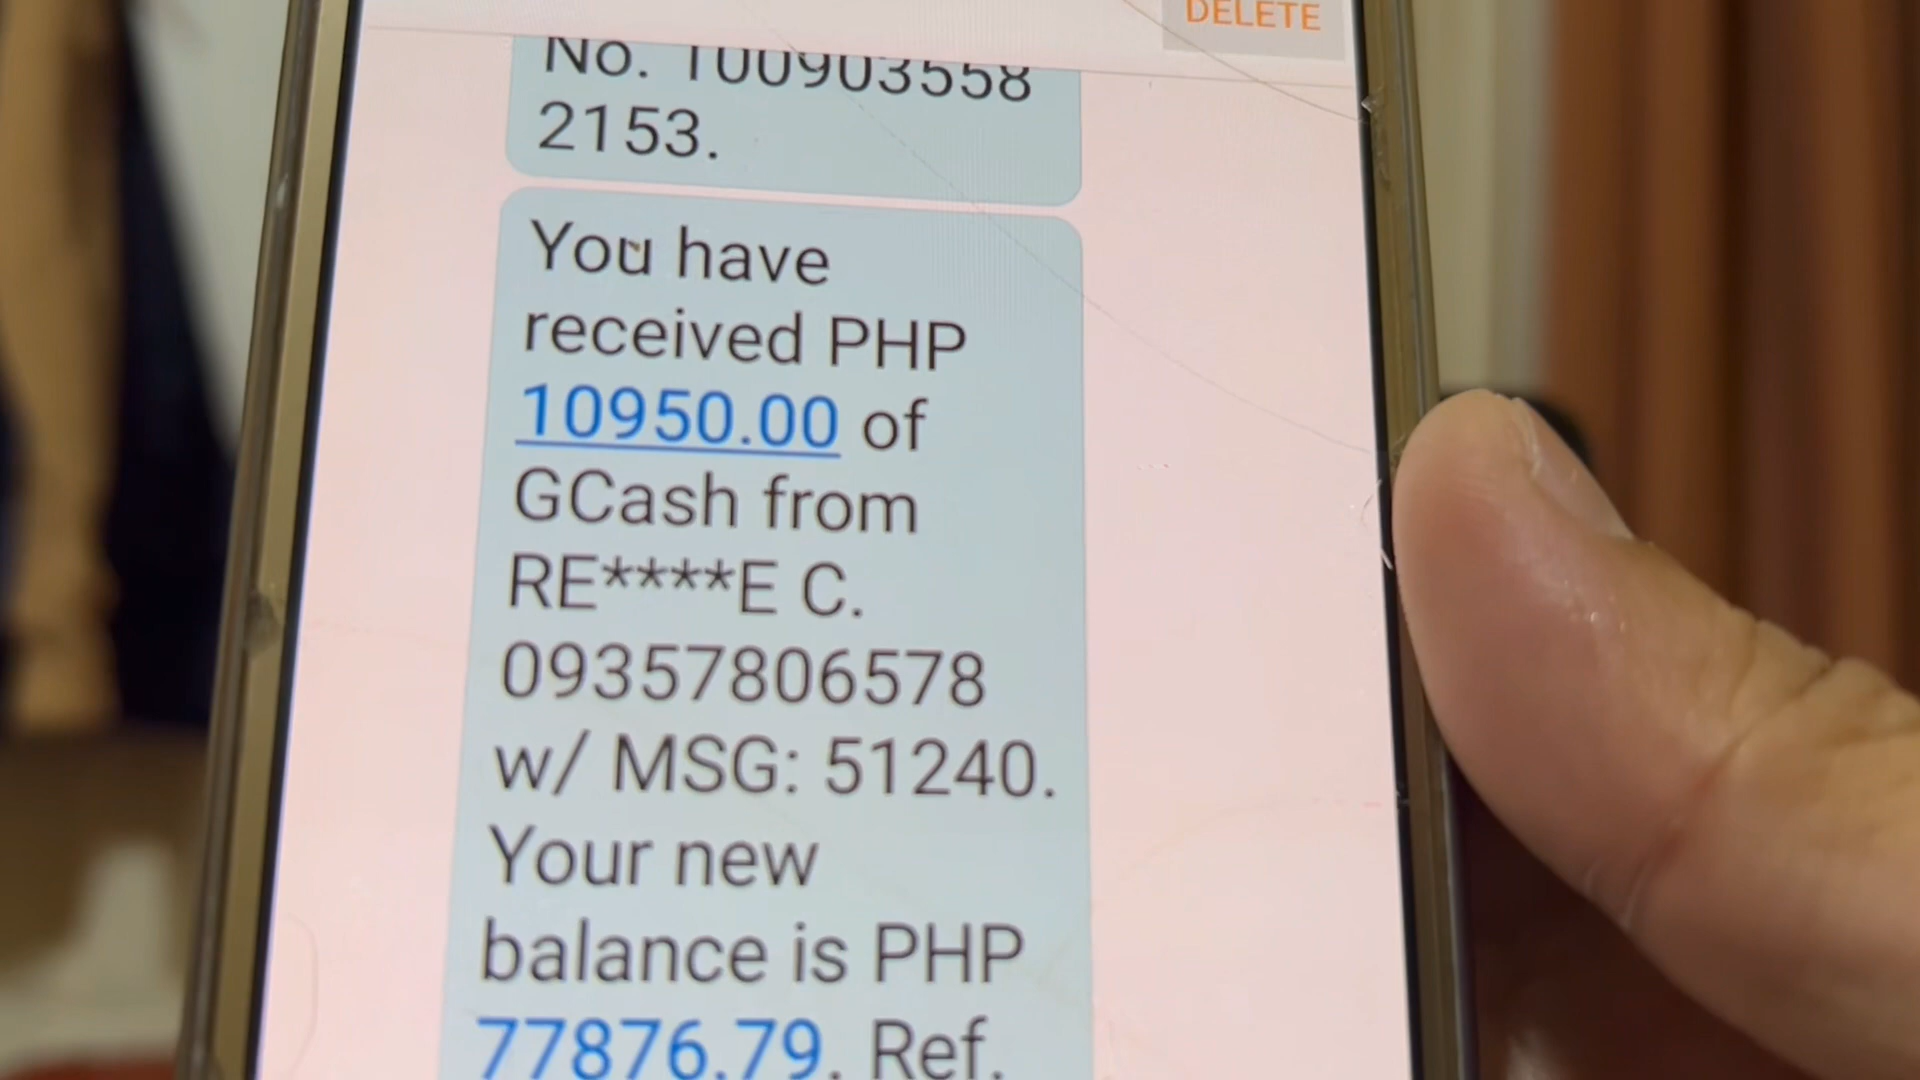 DELETE
No. 100903558
2153.
You have
received PHP
10950.00 of
GCash from
RE****E C.
09357806578
w/ MSG: 51240.
Your new
balance is PHP
77876.79. Ref.